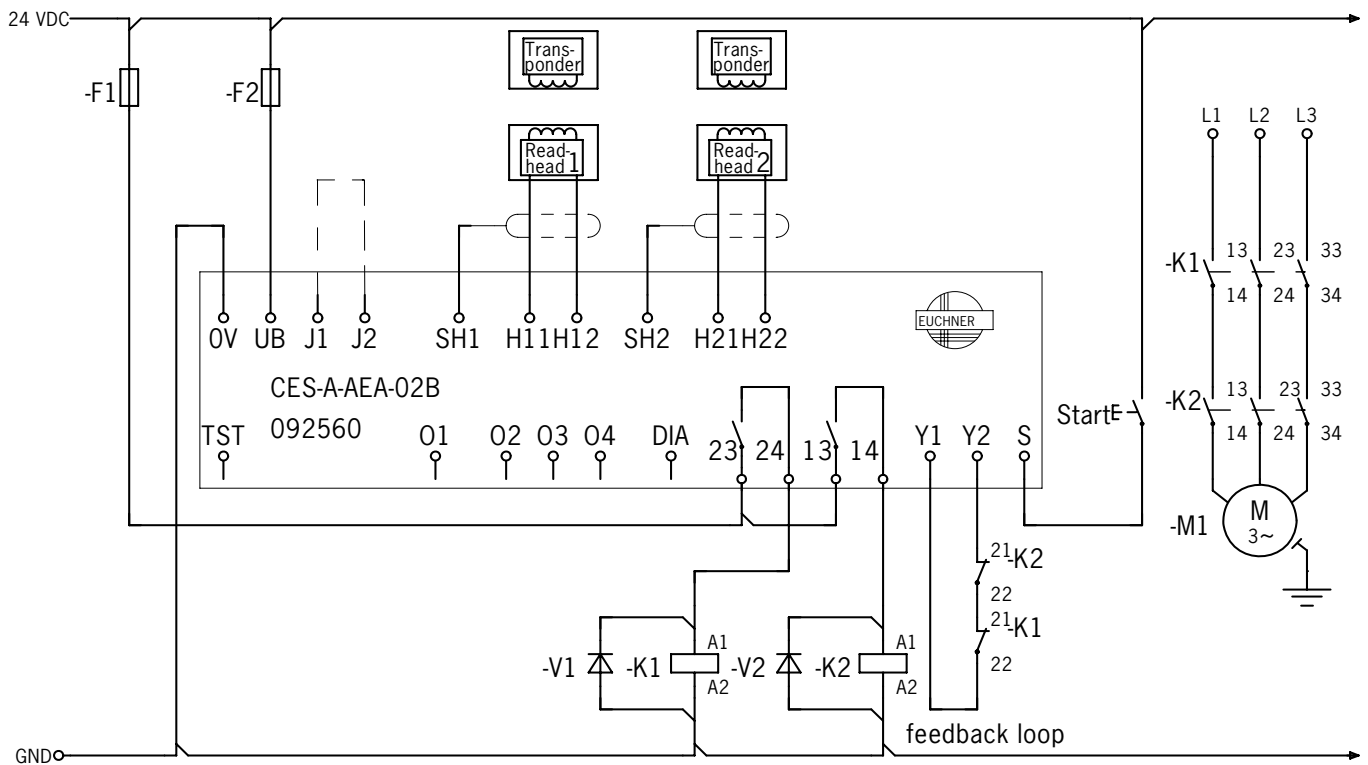 24 VDC
-F1
-F2
Trans-
ponder
Trans-
ponder
Read-
head 1
Read-
head 2
L1 L2 L3
0V UB J1 J2 SH1 H11 H12 SH2 H21 H22
EUCHNER
CES-A-AEA-02B
092560
TST O1 O2 O3 O4 DIA 23 24 13 14 Y1 Y2 S
Start
-K1 13 23 33
14 24 34
-K2 13 23 33
14 24 34
-M1
M
3~
21 -K2
22
21 -K1
22
-V1 -K1 A1
A2
-V2 -K2 A1
A2
feedback loop
GND